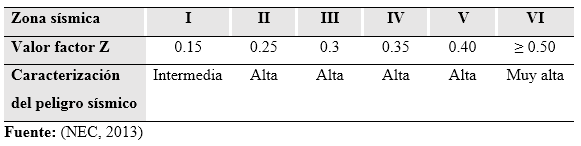 Zona sísmica I II III IV V VI
Valor factor Z 0.15 0.25 0.3 0.35 0.40 ≥ 0.50
Caracterización Intermedia Alta Alta Alta Alta Muy alta
del peligro sísmico
Fuente: (NEC, 2013)